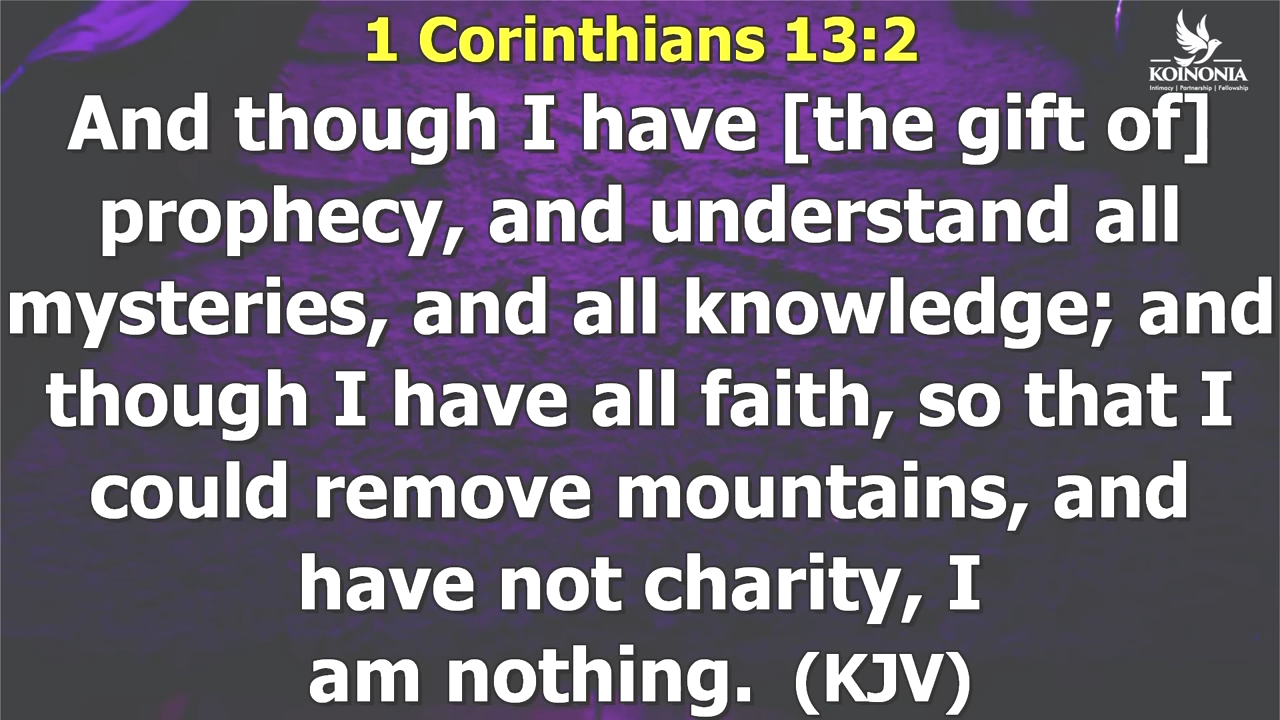 1 Corinthians 13:2
KOINONIA
Intimacy | Partnership | Fellowship
And though I have [the gift of]
prophecy, and understand all
mysteries, and all knowledge; and
though I have all faith, so that I
could remove mountains, and
have not charity, I
am nothing. (KJV)